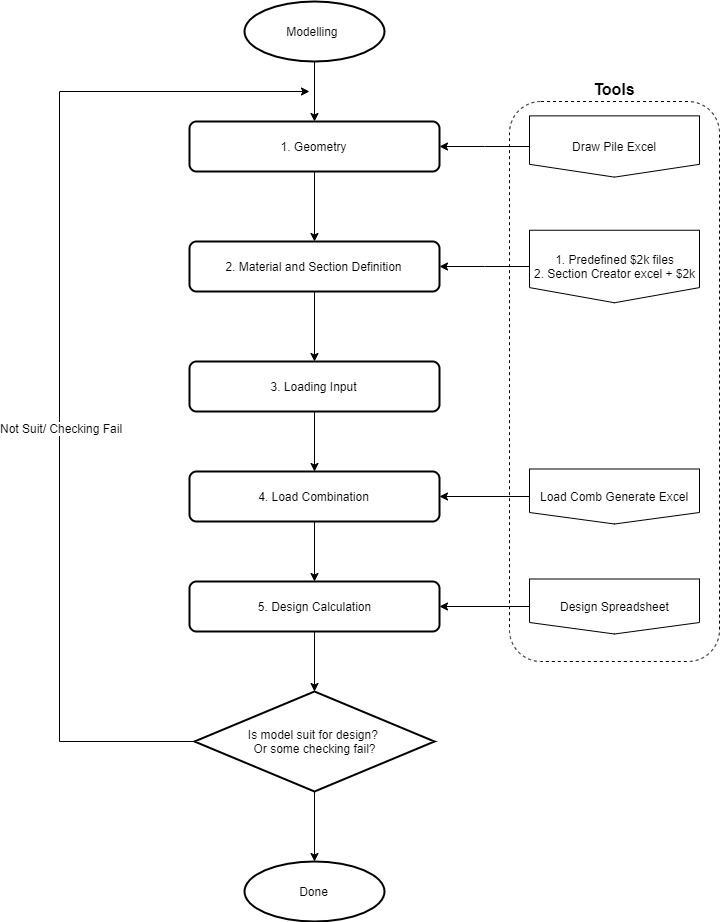 Modelling
Tools
1. Geometry
Draw Pile Excel
2. Material and Section Definition
1. Predefined $2k files
2. Section Creator excel + $2k
3. Loading Input
Not Suit/ Checking Fail
4. Load Combination
Load Comb Generate Excel
5. Design Calculation
Design Spreadsheet
Is model suit for design?
Or some checking fail?
Done